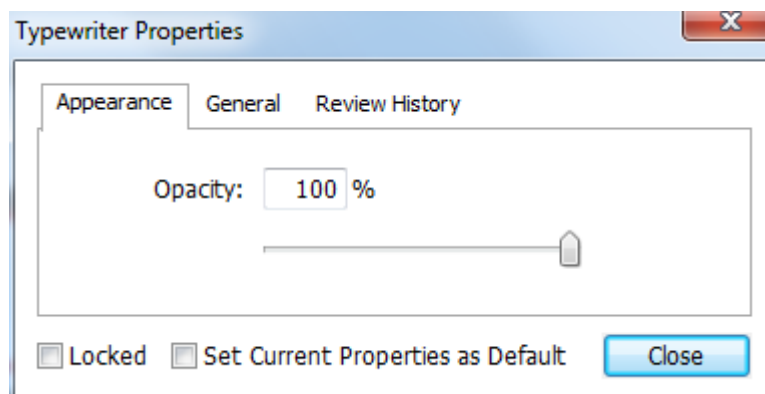 Typewriter Properties
Appearance General Review History
Opacity: 100 %
Locked Set Current Properties as Default Close